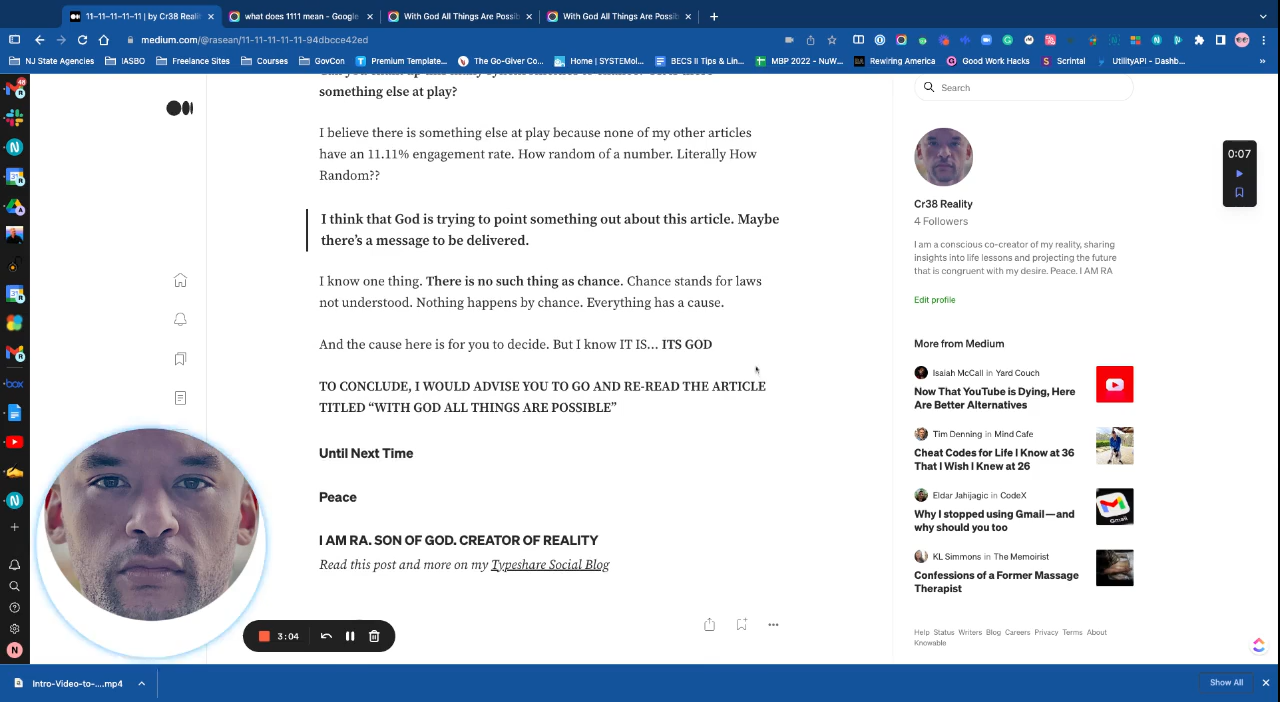 11–11–11–11–11 | by Cr38 Reali
what does 1111 mean - Google
With God All Things Are Possib
With God All Things Are Possib
medium.com/@rasean/11-11-11-11-11-94dbcce42ed
NJ State Agencies
IASBO
Freelance Sites
Courses
GovCon
Premium Template...
The Go-Giver Co...
Home | SYSTEMol...
BECS II Tips & Lin...
MBP 2022 – NuW...
Rewiring America
Good Work Hacks
Scrintal
UtilityAPI - Dashb...
something else at play?
I believe there is something else at play because none of my other articles
have an 11.11% engagement rate. How random of a number. Literally How
Random??
I think that God is trying to point something out about this article. Maybe
there’s a message to be delivered.
I know one thing. There is no such thing as chance. Chance stands for laws
not understood. Nothing happens by chance. Everything has a cause.
And the cause here is for you to decide. But I know IT IS… ITS GOD
TO CONCLUDE, I WOULD ADVISE YOU TO GO AND RE-READ THE ARTICLE
TITLED “WITH GOD ALL THINGS ARE POSSIBLE”
Until Next Time
Peace
I AM RA. SON OF GOD. CREATOR OF REALITY
Read this post and more on my Typeshare Social Blog
3:04
Search
Cr38 Reality
4 Followers
I am a conscious co-creator of my reality, sharing
insights into life lessons and projecting the future
that is congruent with my desire. Peace. I AM RA
Edit profile
More from Medium
Isaiah McCall in Yard Couch
Now That YouTube is Dying, Here
Are Better Alternatives
Tim Denning in Mind Cafe
Cheat Codes for Life I Know at 36
That I Wish I Knew at 26
Eldar Jahijagic in CodeX
Why I stopped using Gmail — and
why should you too
Gmail
KL Simmons in The Memoirist
Confessions of a Former Massage
Therapist
Help Status Writers Blog Careers Privacy Terms About
Knowable
0:07
box
Intro-Video-to-....mp4
Show All